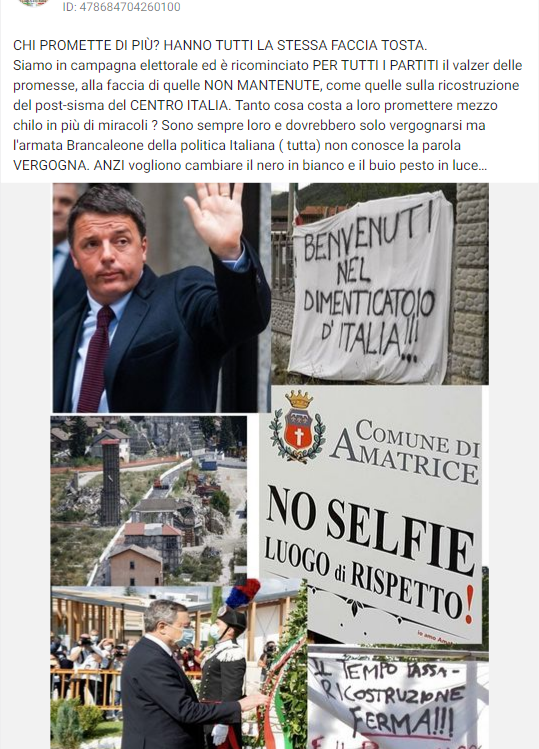 ID: 478684704260100
CHI PROMETTE DI PIÙ? HANNO TUTTI LA STESSA FACCIA TOSTA.
Siamo in campagna elettorale ed è ricominciato PER TUTTI I PARTITI il valzer delle
promesse, alla faccia di quelle NON MANTENUTE, come quelle sulla ricostruzione
del post-sisma del CENTRO ITALIA. Tanto cosa costa a loro promettere mezzo
chilo in più di miracoli ? Sono sempre loro e dovrebbero solo vergognarsi ma
l'armata Brancaleone della politica Italiana ( tutta) non conosce la parola
VERGOGNA. ANZI vogliono cambiare il nero in bianco e il buio pesto in luce...
BENVENUTI
NEL
DIMENTICATOIO
D'ITALIA!!!
COMUNE DI
AMATRICE
NO SELFIE
LUOGO di RISPETTO!
io amo
IL TEMPO PASSA-
RICOSTRUZIONE
FERMA!!!